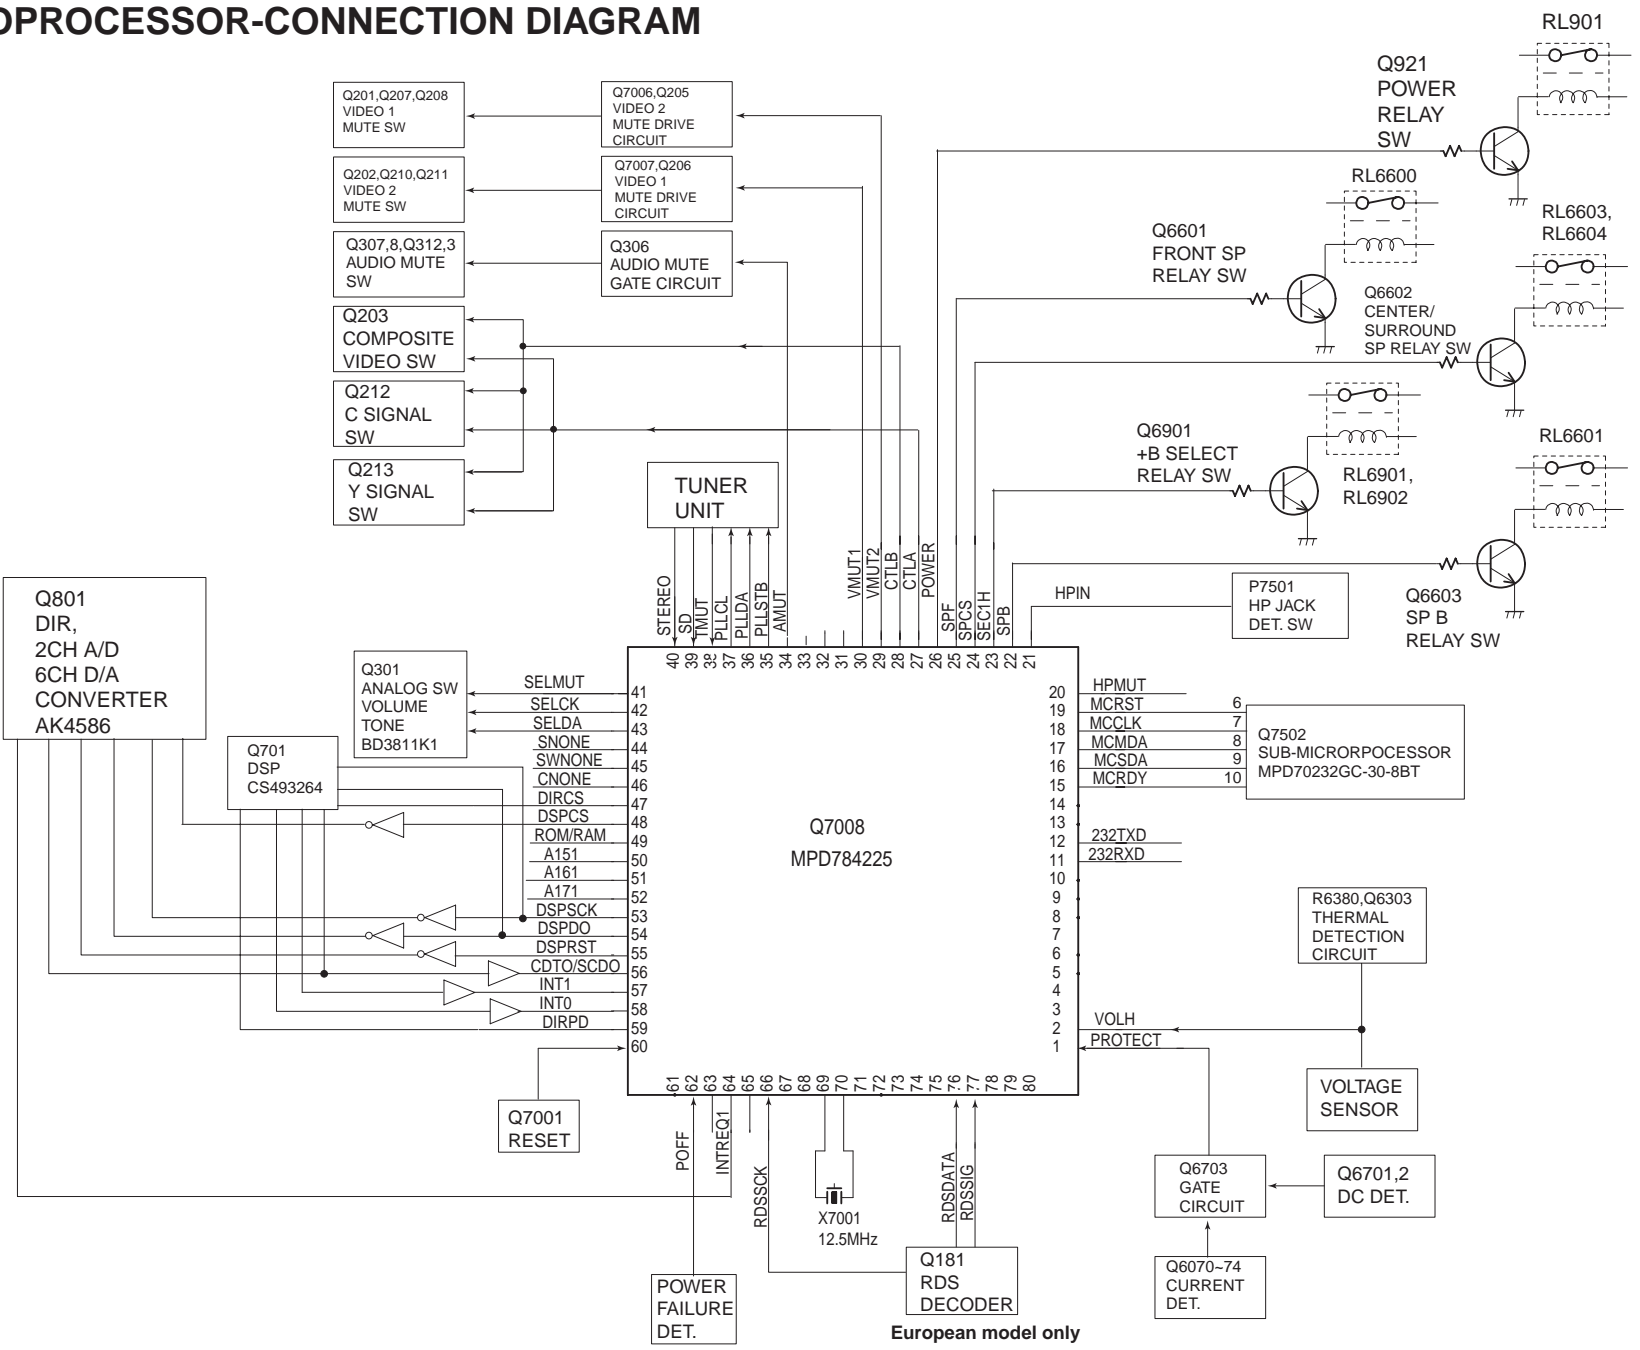 OPROCESSOR-CONNECTION DIAGRAM
RL901
Q921
POWER
RELAY
SW
Q201,Q207,Q208
VIDEO 1
MUTE SW
Q7006,Q205
VIDEO 2
MUTE DRIVE
CIRCUIT
Q202,Q210,Q211
VIDEO 2
MUTE SW
Q7007,Q206
VIDEO 1
MUTE DRIVE
CIRCUIT
Q307,8,Q312,3
AUDIO MUTE
SW
Q306
AUDIO MUTE
GATE CIRCUIT
Q203
COMPOSITE
VIDEO SW
Q212
C SIGNAL
SW
Q213
Y SIGNAL
SW
RL6600
Q6601
FRONT SP
RELAY SW
RL6603,
RL6604
Q6602
CENTER/
SURROUND
SP RELAY SW
Q6901
+B SELECT
RELAY SW
RL6901,
RL6902
RL6601
Q6603
SP B
RELAY SW
TUNER
UNIT
STEREO
SD
TMUT
PLLCL
PLLDA
PLLSTB
AMUT
VMUT1
VMUT2
CTLB
CTLA
POWER
SPF
SPCS
SEC1H
SPB
HPIN
P7501
HP JACK
DET. SW
Q801
DIR,
2CH A/D
6CH D/A
CONVERTER
AK4586
Q301
ANALOG SW
VOLUME
TONE
BD3811K1
Q701
DSP
CS493264
40 39 38 37 36 35 34 33 32 31 30 29 28 27 26 25 24 23 22 21
SELMUT 41
SELCK 42
SELDA 43
SNONE 44
SWNONE 45
CNONE 46
DIRCS 47
DSPCS 48
ROM/RAM 49
A151 50
A161 51
A171 52
DSPSCK 53
DSPDO 54
DSPRST 55
CDTO/SCDO 56
INT1 57
INT0 58
DIRPD 59
60
Q7008
MPD784225
20 HPMUT
19 MCRST 6
18 MCCLK 7
17 MCMDA 8
16 MCSDA 9
15 MCRDY 10
14
13
12 232TXD
11 232RXD
10
9
8
7
6
5
4
3
2 VOLH
1 PROTECT
Q7502
SUB-MICRORPOCESSOR
MPD70232GC-30-8BT
R6380,Q6303
THERMAL
DETECTION
CIRCUIT
VOLTAGE
SENSOR
61 62 63 64 65 66 67 68 69 70 71 72 73 74 75 76 77 78 79 80
Q7001
RESET
POFF
INTREQ1
RDSSCK
RDSDATA
RDSSIG
X7001
12.5MHz
POWER
FAILURE
DET.
Q181
RDS
DECODER
European model only
Q6703
GATE
CIRCUIT
Q6701,2
DC DET.
Q6070~74
CURRENT
DET.